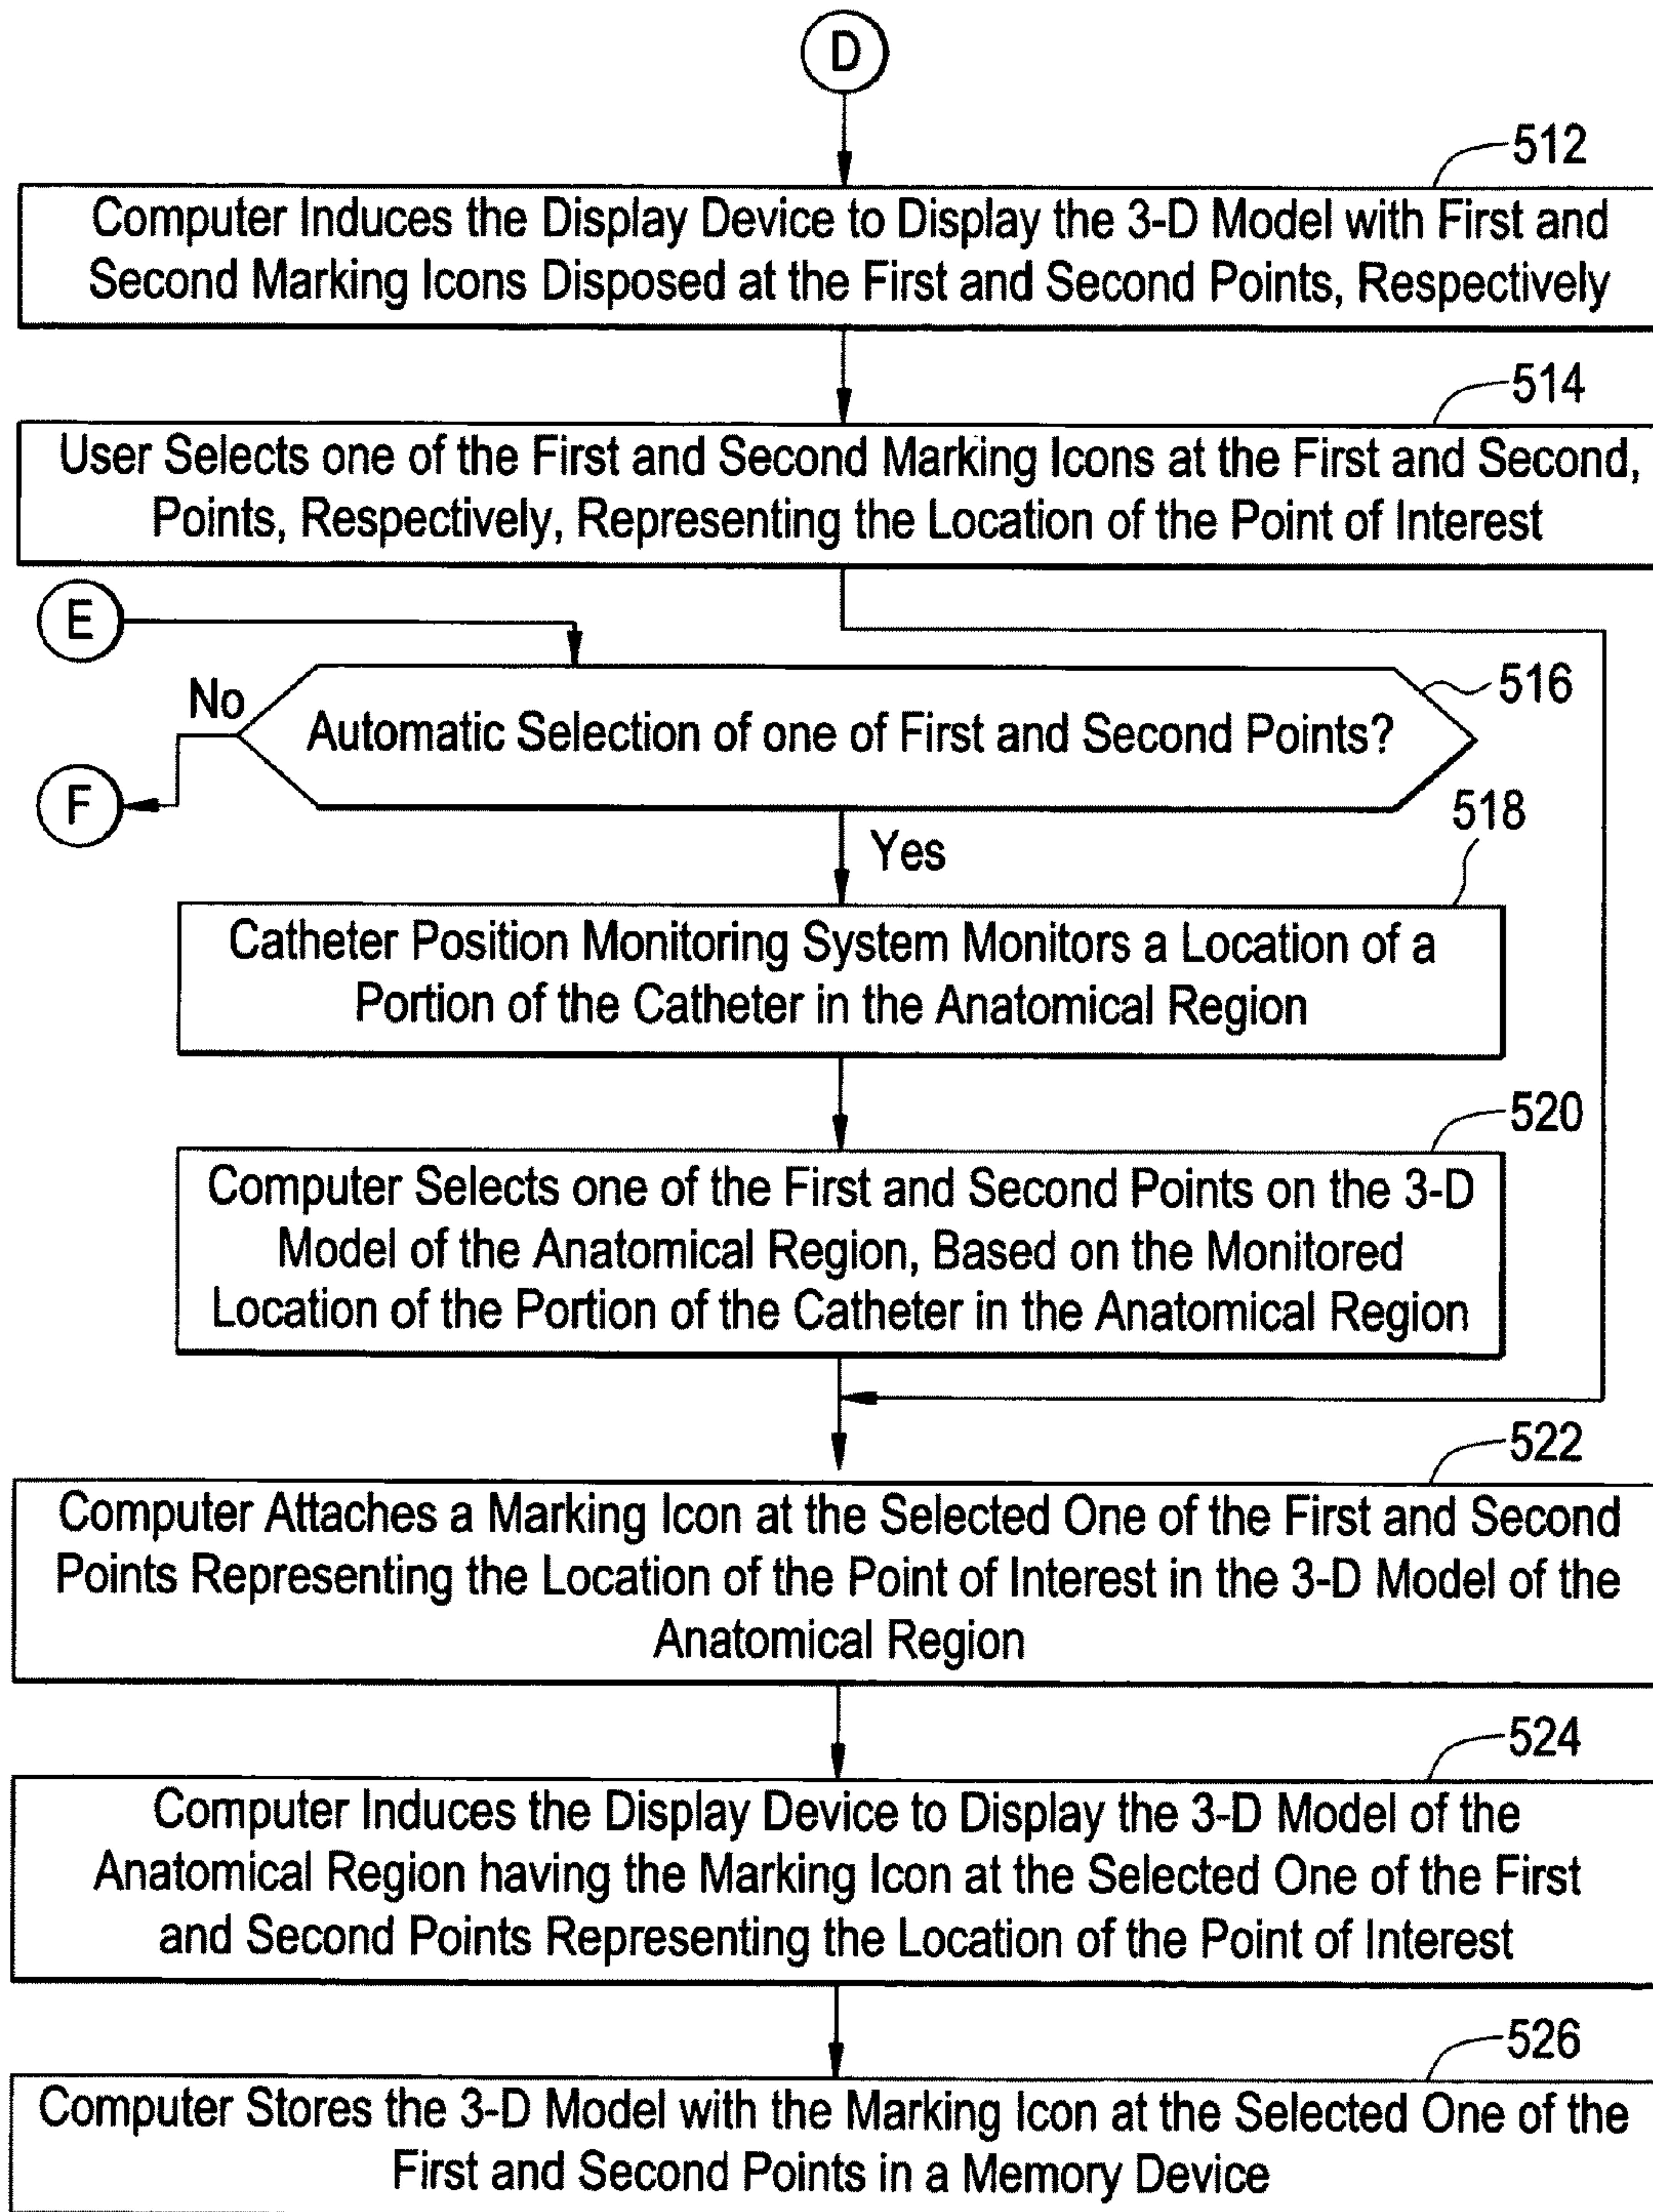 D
512
Computer Induces the Display Device to Display the 3-D Model with First and
Second Marking Icons Disposed at the First and Second Points, Respectively
514
User Selects one of the First and Second Marking Icons at the First and Second,
Points, Respectively, Representing the Location of the Point of Interest
E
No
516
Automatic Selection of one of First and Second Points?
F
Yes
518
Catheter Position Monitoring System Monitors a Location of a
Portion of the Catheter in the Anatomical Region
520
Computer Selects one of the First and Second Points on the 3-D
Model of the Anatomical Region, Based on the Monitored
Location of the Portion of the Catheter in the Anatomical Region
522
Computer Attaches a Marking Icon at the Selected One of the First and Second
Points Representing the Location of the Point of Interest in the 3-D Model of the
Anatomical Region
524
Computer Induces the Display Device to Display the 3-D Model of the
Anatomical Region having the Marking Icon at the Selected One of the First
and Second Points Representing the Location of the Point of Interest
526
Computer Stores the 3-D Model with the Marking Icon at the Selected One of the
First and Second Points in a Memory Device